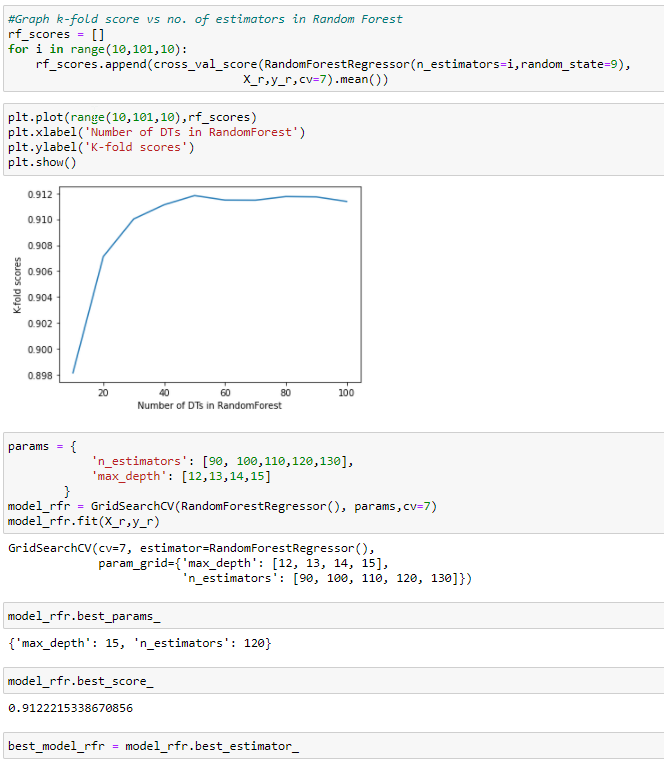 #Graph k-fold score vs no. of estimators in Random Forest
rf_scores = []
for i in range(10,101,10):
    rf_scores.append(cross_val_score(RandomForestRegressor(n_estimators=i,random_state=9),
                                  X_r,y_r,cv=7).mean())
plt.plot(range(10,101,10),rf_scores)
plt.xlabel('Number of DTs in RandomForest')
plt.ylabel('K-fold scores')
plt.show()
0.912
0.910
0.908
0.906
0.904
0.902
0.900
0.898
K-fold scores
20 40 60 80 100
Number of DTs in RandomForest
params = {
            'n_estimators': [90, 100,110,120,130],
            'max_depth': [12,13,14,15]
        }
model_rfr = GridSearchCV(RandomForestRegressor(), params,cv=7)
model_rfr.fit(X_r,y_r)
GridSearchCV(cv=7, estimator=RandomForestRegressor(),
             param_grid={'max_depth': [12, 13, 14, 15],
                         'n_estimators': [90, 100, 110, 120, 130]})
model_rfr.best_params_
{'max_depth': 15, 'n_estimators': 120}
model_rfr.best_score_
0.9122215338670856
best_model_rfr = model_rfr.best_estimator_